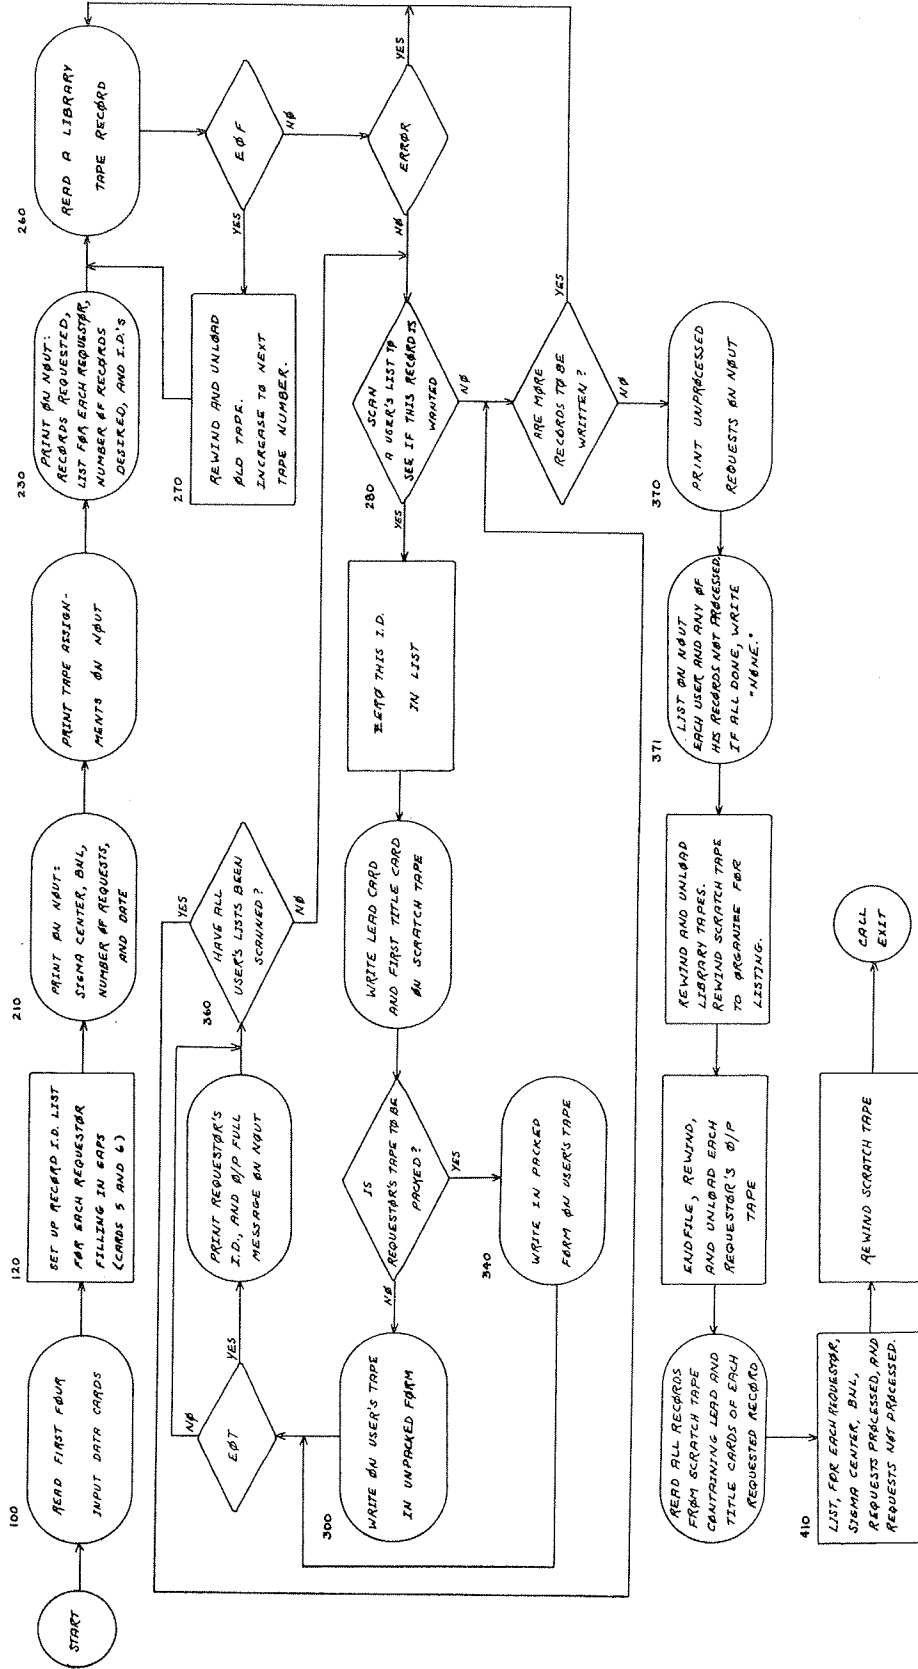 START
100
READ FIRST FØUR
INPUT DATA CARDS
120
SET UP RECØRD I.D. LIST
FØR EACH REQUESTØR
FILLING IN GAPS
(CARDS 5 AND 6)
210
PRINT ØN NØUT:
SIGMA CENTER, BNL,
NUMBER ØF REQUESTS,
AND DATE
PRINT TAPE ASSIGN-
MENTS ØN NØUT
230
PRINT ØN NØUT:
RECØRDS REQUESTED,
LIST FØR EACH REQUESTØR,
NUMBER ØF RECØRDS
DESIRED, AND I.D.'S
260
READ A LIBRARY
TAPE RECØRD
EØF
YES
NØ
270
REWIND AND UNLØAD
ØLD TAPE.
INCREASE TO NEXT
TAPE NUMBER.
ERRØR
YES
NØ
280
SCAN
A USER'S LIST TØ
SEE IF THIS RECØRD IS
WANTED
YES
NØ
ZERØ THIS I.D.
IN LIST
WRITE LEAD CARD
AND FIRST TITLE CARD
ØN SCRATCH TAPE
IS
REQUESTØR'S TAPE TØ BE
PACKED?
YES
NØ
340
WRITE IN PACKED
FØRM ØN USER'S TAPE
300
WRITE ØN USER'S TAPE
IN UNPACKED FØRM
EØT
NØ
YES
PRINT REQUESTØR'S
I.D., AND Ø/P FULL
MESSAGE ØN NØUT
360
HAVE ALL
USER'S LISTS BEEN
SCANNED?
YES
NØ
ARE MØRE
RECØRDS TØ BE
WRITTEN?
YES
NØ
370
PRINT UNPRØCESSED
REQUESTS ØN NØUT
371
LIST ØN NØUT
EACH USER AND ANY ØF
HIS RECØRDS NØT PRØCESSED,
IF ALL DØNE, WRITE
"NØNE."
REWIND AND UNLØAD
LIBRARY TAPES.
REWIND SCRATCH TAPE
TØ ØRGANIZE FØR
LISTING.
ENDFILE, REWIND,
AND UNLØAD EACH
REQUESTØR'S Ø/P
TAPE
READ ALL RECØRDS
FRØM SCRATCH TAPE
CØNTAINING LEAD AND
TITLE CARDS ØF EACH
REQUESTED RECØRD
410
LIST, FØR EACH REQUESTØR,
SIGMA CENTER, BNL,
REQUESTS PRØCESSED, AND
REQUESTS NØT PRØCESSED.
REWIND SCRATCH TAPE
CALL
EXIT